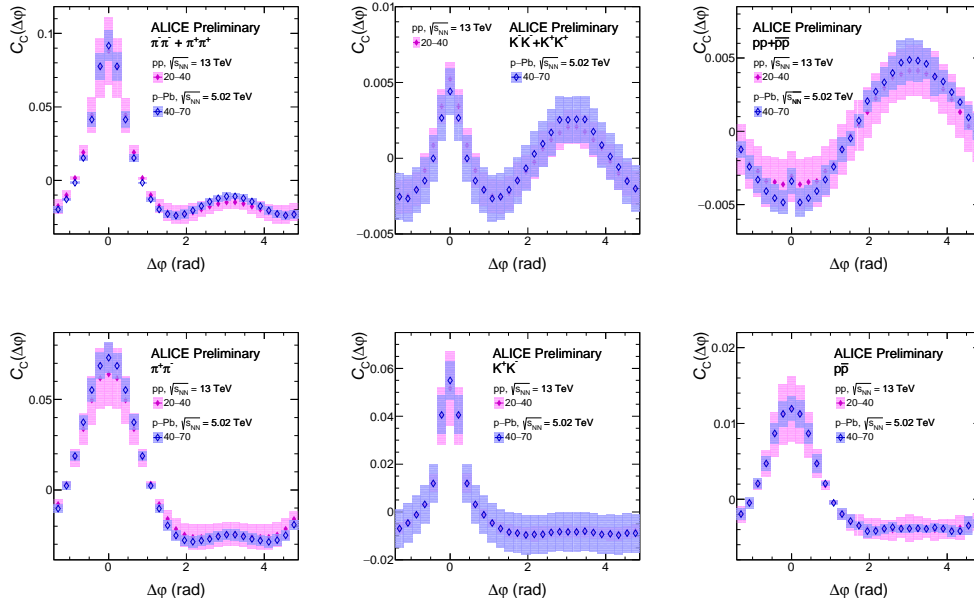 C_C(Δφ)
0.1
0.05
0
0
2
4
Δφ (rad)
ALICE Preliminary
π⁻π⁻ + π⁺π⁺
pp, √s_NN = 13 TeV
20–40
p–Pb, √s_NN = 5.02 TeV
40–70
C_C(Δφ)
0.010
0.005
0
−0.005
0
2
4
Δφ (rad)
pp, √s_NN = 13 TeV
20–40
ALICE Preliminary
K⁻K⁻+K⁺K⁺
p–Pb, √s_NN = 5.02 TeV
40–70
C_C(Δφ)
0.005
0
−0.005
0
2
4
Δφ (rad)
ALICE Preliminary
pp+p̅p̅
pp, √s_NN = 13 TeV
20–40
p–Pb, √s_NN = 5.02 TeV
40–70
C_C(Δφ)
0.05
0
0
2
4
Δφ (rad)
ALICE Preliminary
π⁺π⁻
pp, √s_NN = 13 TeV
20–40
p–Pb, √s_NN = 5.02 TeV
40–70
C_C(Δφ)
0.06
0.04
0.02
0
−0.02
0
2
4
Δφ (rad)
ALICE Preliminary
K⁺K⁻
pp, √s_NN = 13 TeV
20–40
p–Pb, √s_NN = 5.02 TeV
40–70
C_C(Δφ)
0.02
0.01
0
0
2
4
Δφ (rad)
ALICE Preliminary
pp̅
pp, √s_NN = 13 TeV
20–40
p–Pb, √s_NN = 5.02 TeV
40–70